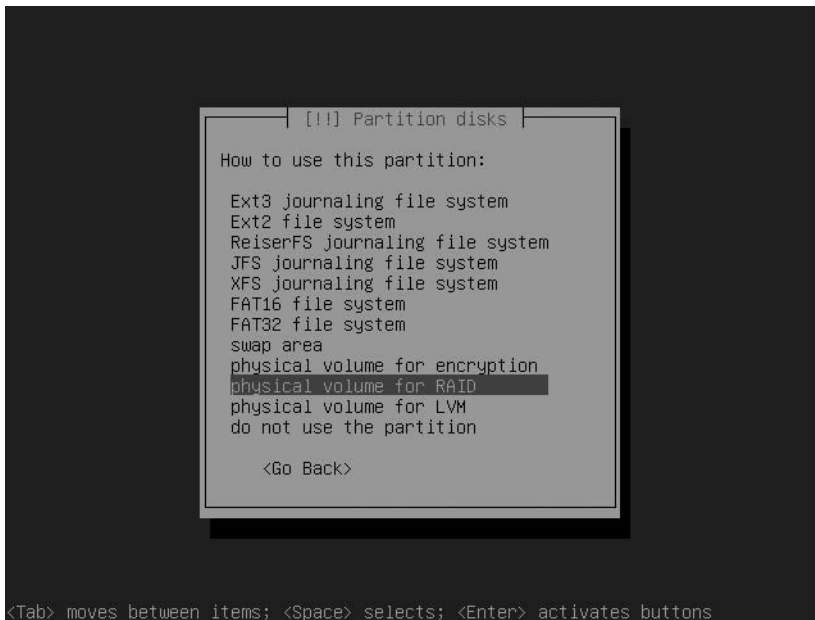 [!!] Partition disks
How to use this partition:
Ext3 journaling file system
Ext2 file system
ReiserFS journaling file system
JFS journaling file system
XFS journaling file system
FAT16 file system
FAT32 file system
swap area
physical volume for encryption
physical volume for RAID
physical volume for LVM
do not use the partition
<Go Back>
<Tab> moves between items; <Space> selects; <Enter> activates buttons